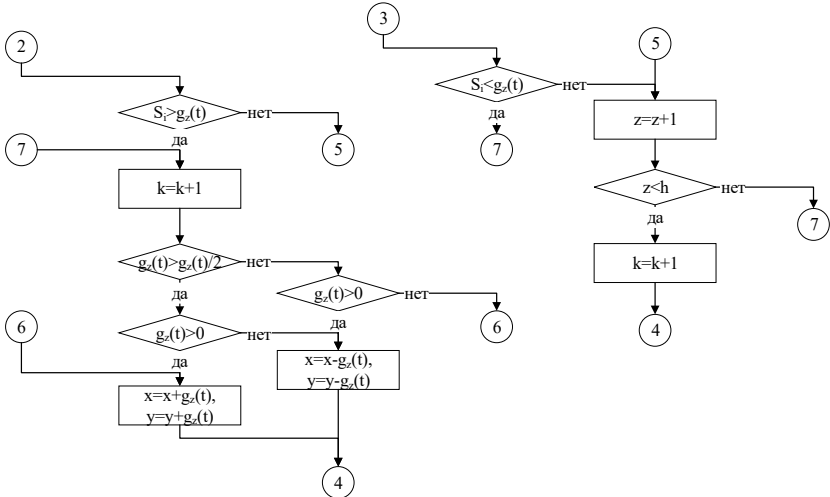 2
Sᵢ>g_z(t)
нет
да
5
7
k=k+1
g_z(t)>g_z(t)/2
нет
да
g_z(t)>0
нет
да
6
6
g_z(t)>0
нет
да
x=x-g_z(t),
y=y-g_z(t)
x=x+g_z(t),
y=y+g_z(t)
4
3
Sᵢ<g_z(t)
нет
да
7
5
z=z+1
z<h
нет
да
7
k=k+1
4